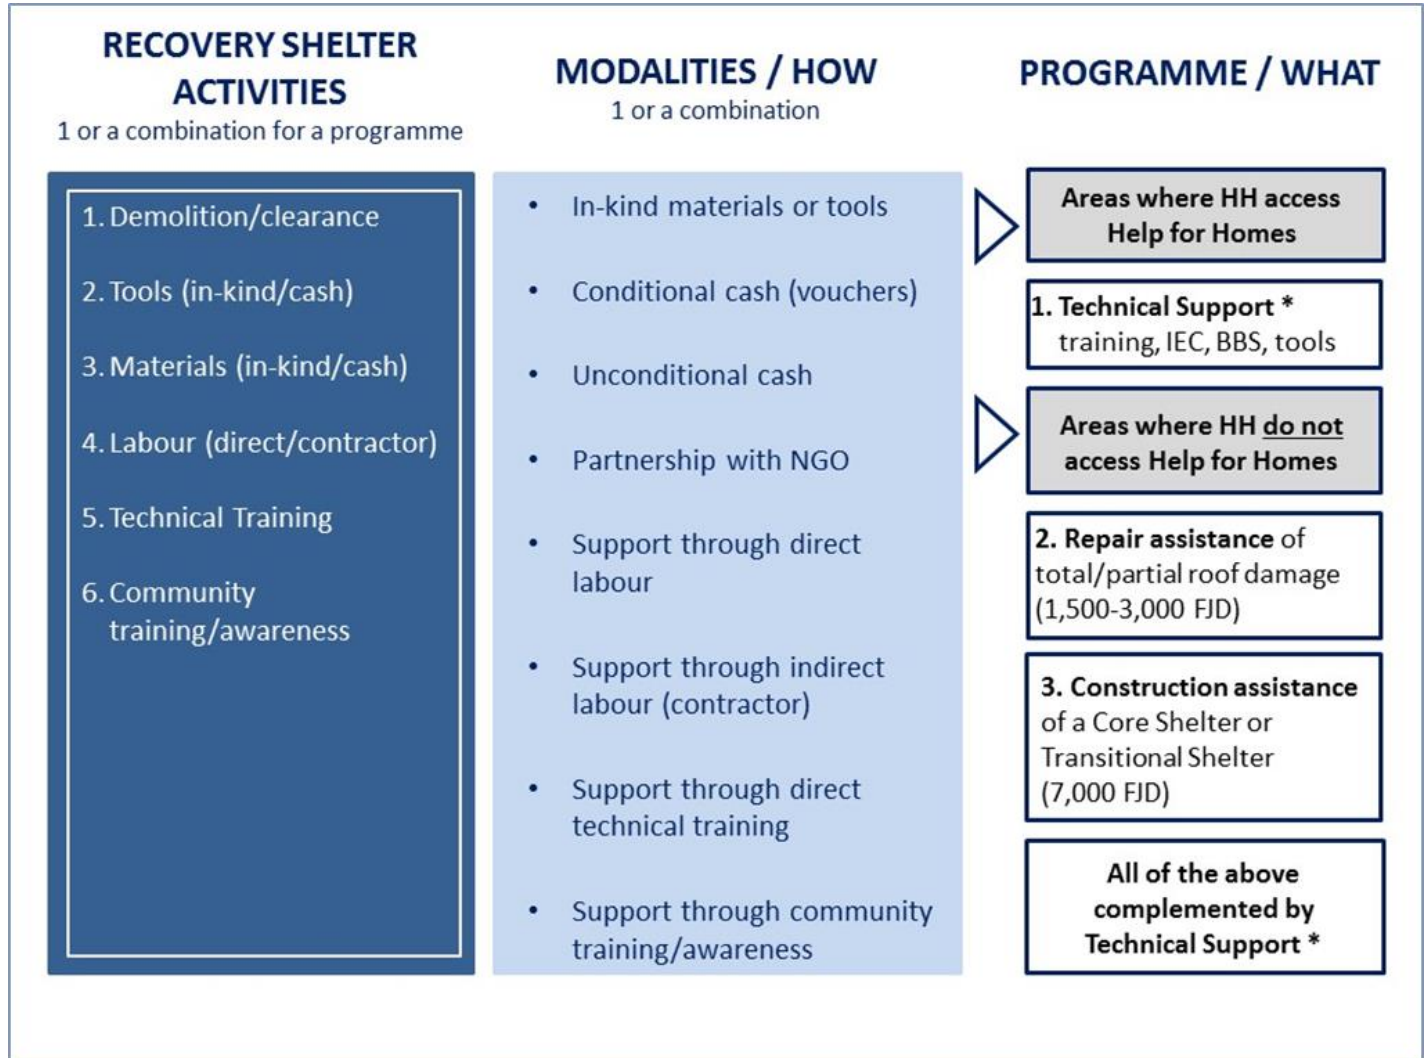 RECOVERY SHELTER
ACTIVITIES
1 or a combination for a programme
1. Demolition/clearance
2. Tools (in-kind/cash)
3. Materials (in-kind/cash)
4. Labour (direct/contractor)
5. Technical Training
6. Community
training/awareness
MODALITIES / HOW
1 or a combination
• In-kind materials or tools
• Conditional cash (vouchers)
• Unconditional cash
• Partnership with NGO
• Support through direct
labour
• Support through indirect
labour (contractor)
• Support through direct
technical training
• Support through community
training/awareness
PROGRAMME / WHAT
Areas where HH access
Help for Homes
1. Technical Support *
training, IEC, BBS, tools
Areas where HH do not
access Help for Homes
2. Repair assistance of
total/partial roof damage
(1,500-3,000 FJD)
3. Construction assistance
of a Core Shelter or
Transitional Shelter
(7,000 FJD)
All of the above
complemented by
Technical Support *